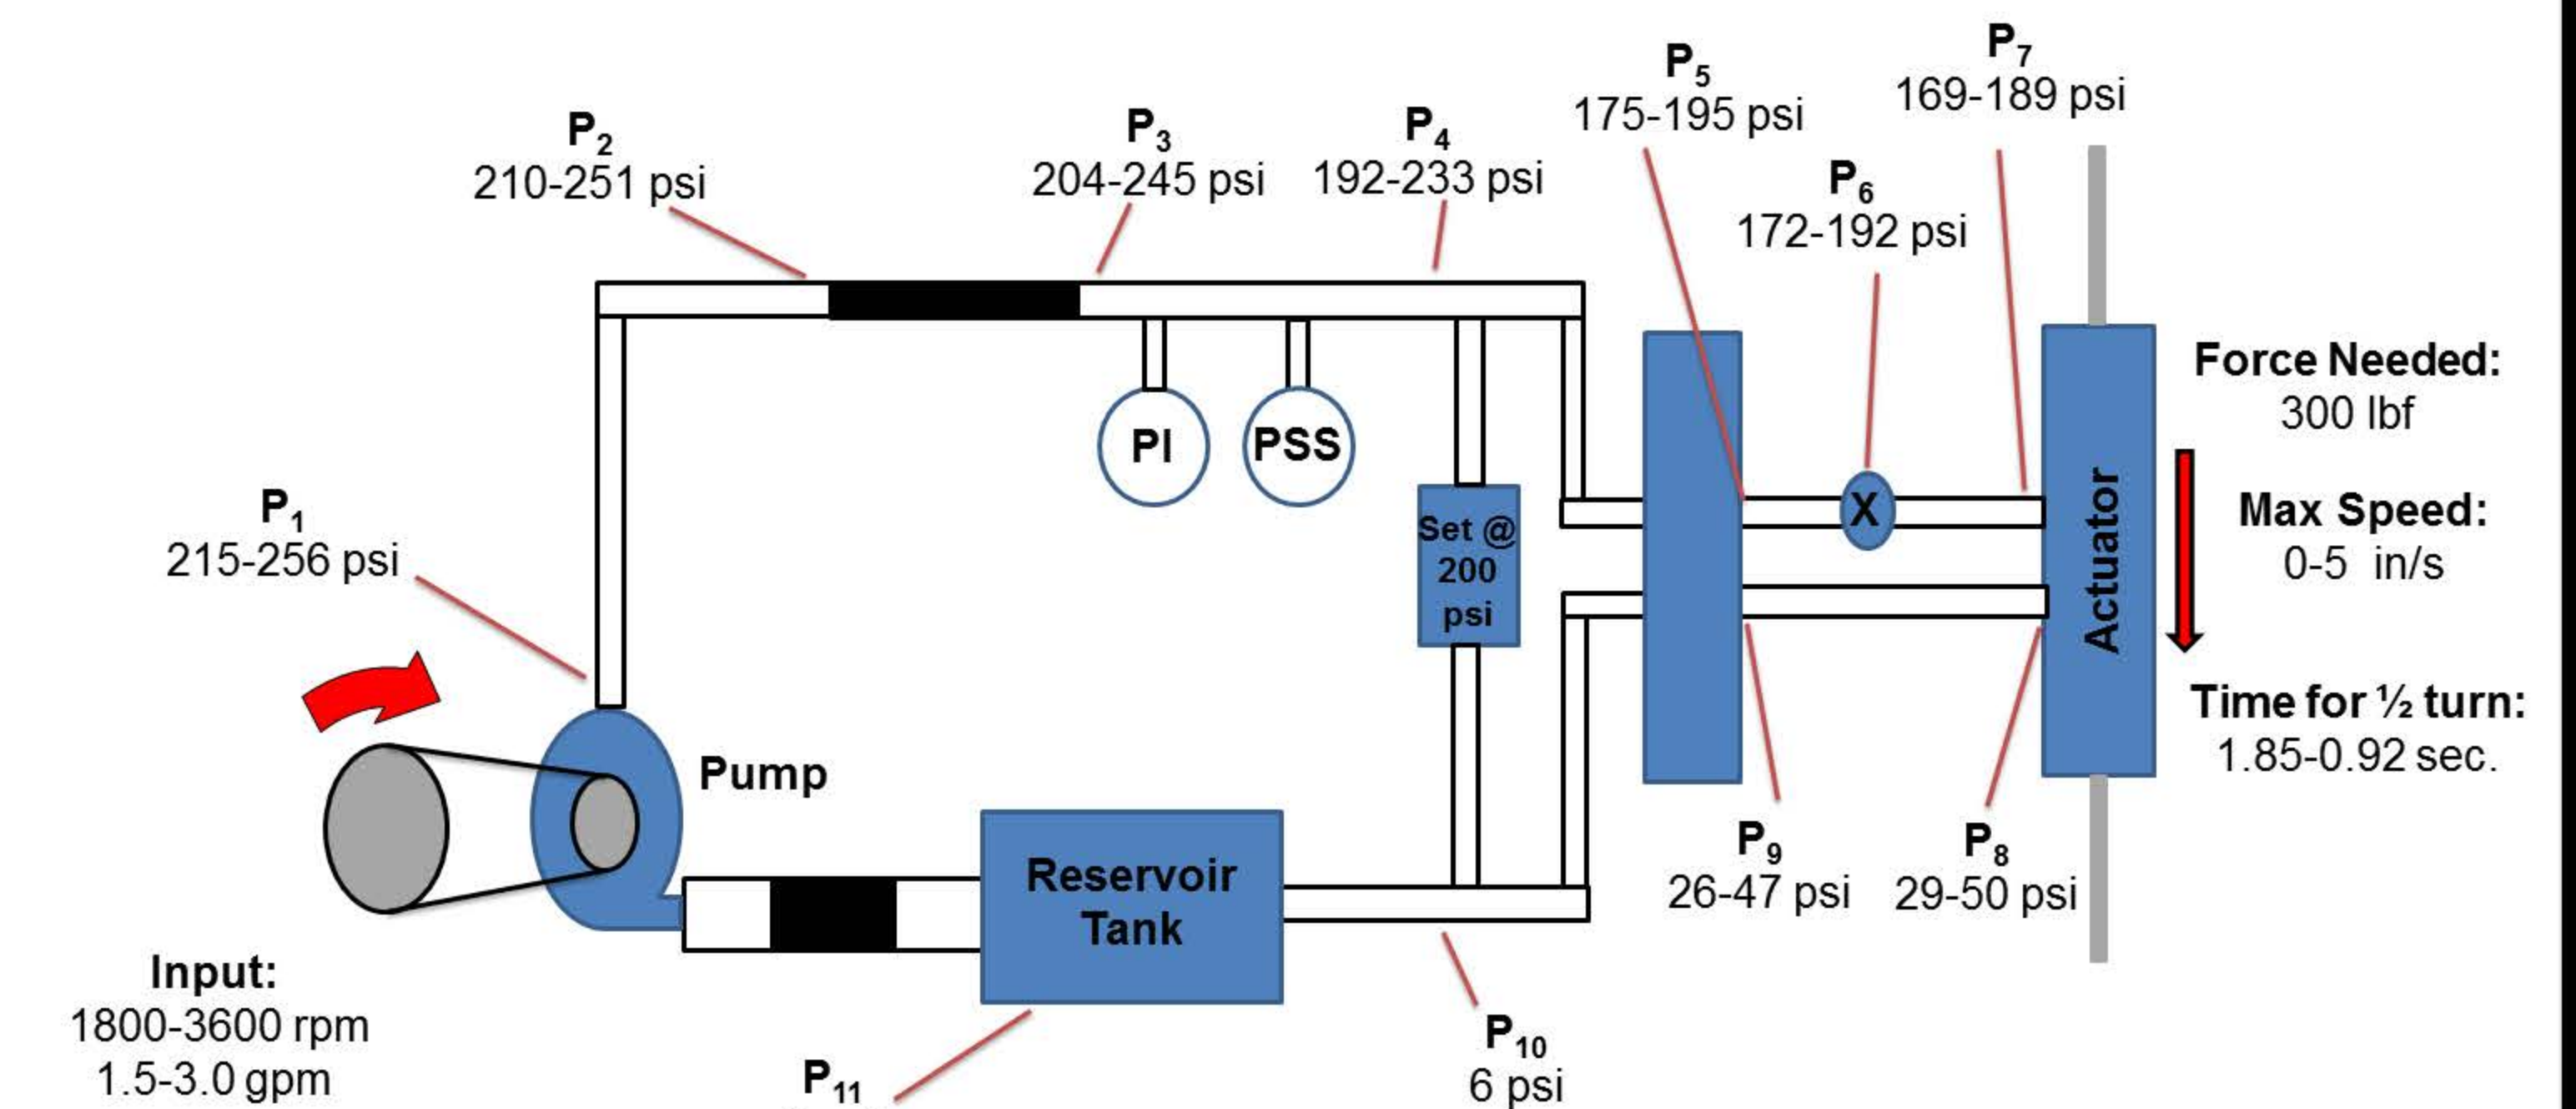 P7
169-189 psi
P5
175-195 psi
P2
210-251 psi
P3
204-245 psi
P4
192-233 psi
P6
172-192 psi
Force Needed:
300 lbf
PI
PSS
P1
215-256 psi
Set @
200
psi
X
Actuator
Max Speed:
0-5 in/s
Time for ½ turn:
1.85-0.92 sec.
Pump
Reservoir
Tank
P9
26-47 psi
P8
29-50 psi
Input:
1800-3600 rpm
1.5-3.0 gpm
P10
6 psi
P11